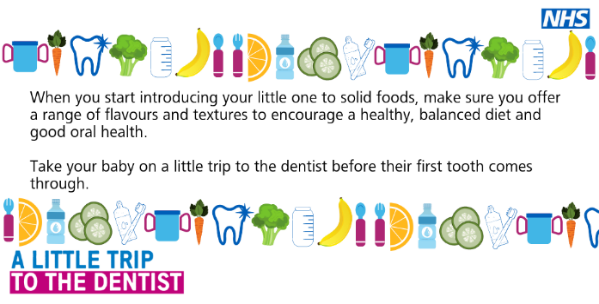 NHS
When you start introducing your little one to solid foods, make sure you offer
a range of flavours and textures to encourage a healthy, balanced diet and
good oral health.
Take your baby on a little trip to the dentist before their first tooth comes
through.
A LITTLE TRIP
TO THE DENTIST